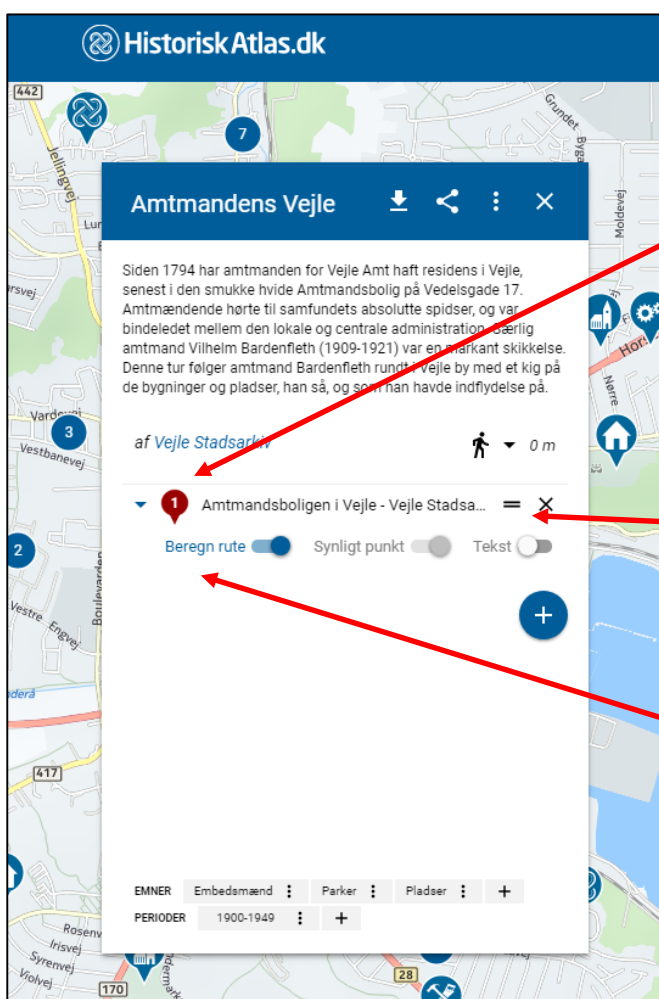 HistoriskAtlas.dk
442
7
Jellingvej
Moldevej
Amtmandens Vejle
Siden 1794 har amtmanden for Vejle Amt haft residens i Vejle,
senest i den smukke hvide Amtmandsbolig på Vedelsgade 17.
Amtmændende hørte til samfundets absolutte spidser, og var
bindeledet mellem den lokale og centrale administration. Særlig
amtmand Vilhelm Bardenfleth (1909-1921) var en markant skikkelse.
Denne tur følger amtmand Bardenfleth rundt i Vejle by med et kig på
de bygninger og pladser, han så, og som han havde indflydelse på.
Nørre
3
Vestbanevej
af Vejle Stadsarkiv
0 m
1
Amtmandsboligen i Vejle - Vejle Stadsa...
Beregn rute
Synligt punkt
Tekst
2
Boulevarden
Vestre Engvej
417
EMNER Embedsmænd Parker Pladser
PERIODER 1900-1949
Irisvej
Syrenvej
Violvej
170
28